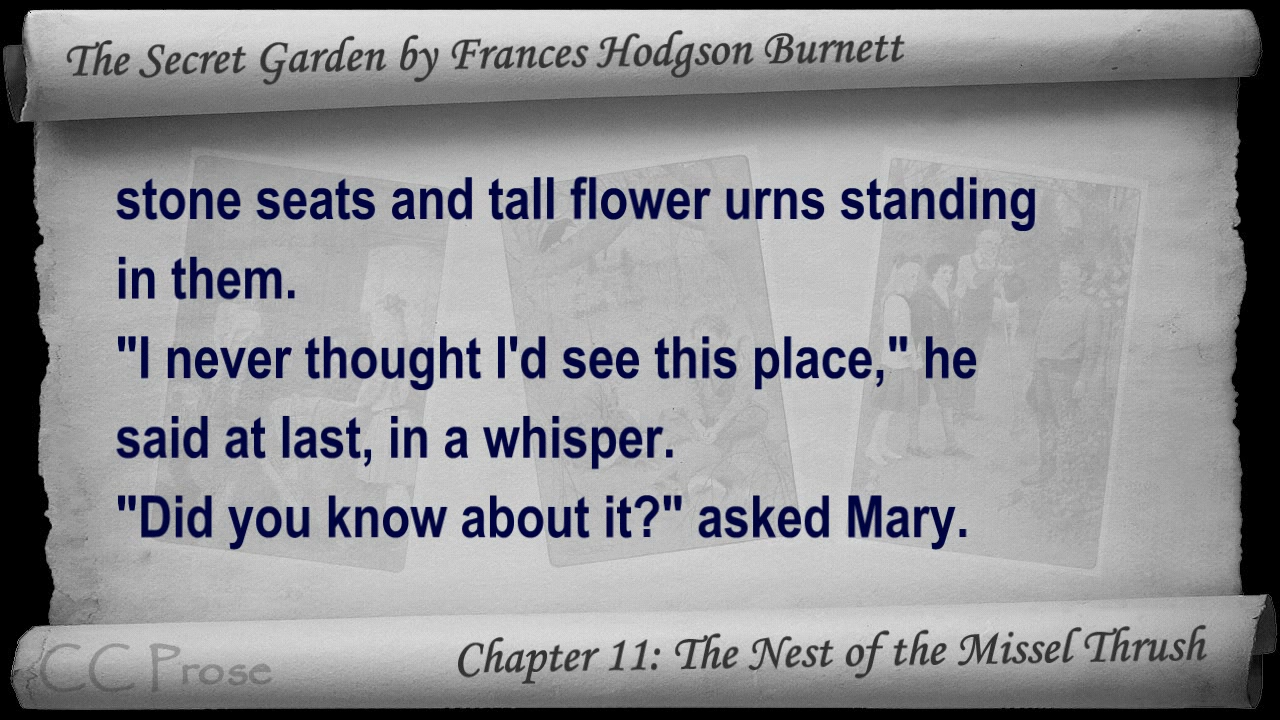 The Secret Garden by Frances Hodgson Burnett
stone seats and tall flower urns standing
in them.
"I never thought I'd see this place," he
said at last, in a whisper.
"Did you know about it?" asked Mary.
CC Prose
Chapter 11: The Nest of the Missel Thrush